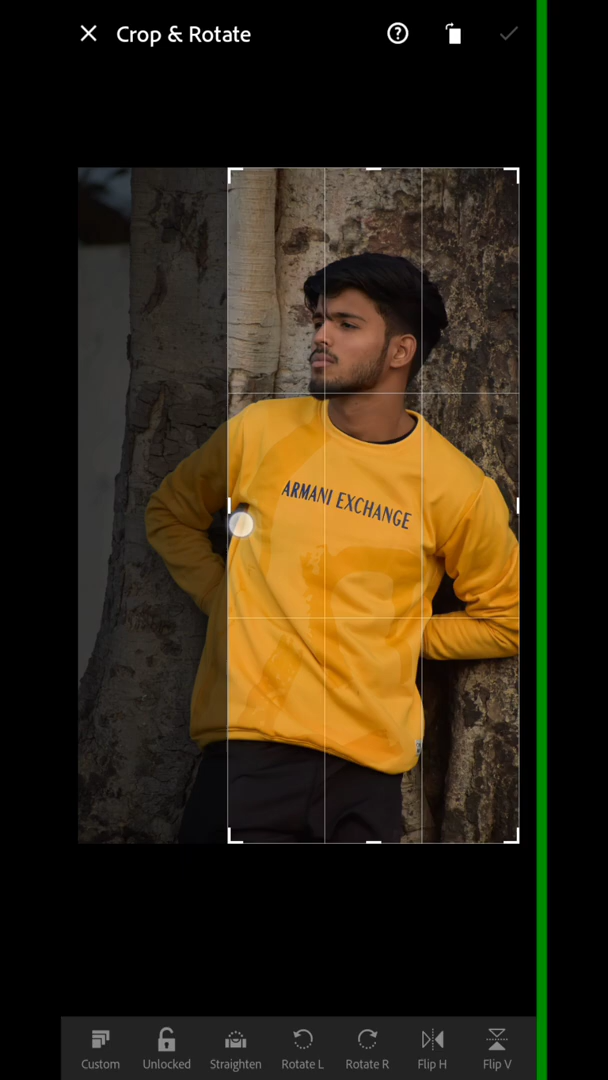 Crop & Rotate
ARMANI EXCHANGE
Custom
Unlocked
Straighten
Rotate L
Rotate R
Flip H
Flip V